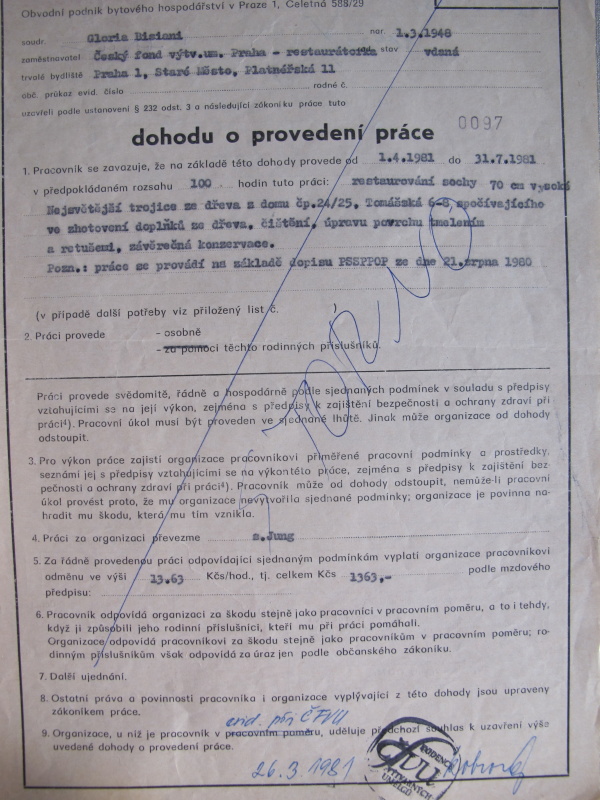 Obvodní podnik bytového hospodářství v Praze 1, Celetná 588/29
soudr. Gloria Bisiani nar. 1.3.1948
zaměstnavatel Český fond výtv.um. Praha - restaurátorka stav vdaná
trvalé bydliště Praha 1, Staré Město, Platnéřská 11
obč. průkaz evid. číslo rodné č.
uzavřeli podle ustanovení § 232 odst. 3 a následující zákoníku práce tuto
0097
dohodu o provedení práce
1. Pracovník se zavazuje, že na základě této dohody provede od 1.4.1981 do 31.7.1981
v předpokládaném rozsahu 100 hodin tuto práci: restaurování sochy 70 cm vysoké
Nejsvětější trojice ze dřeva z domu čp.24/25, Tomášská 6-8 spočívajícího
ve zhotovení doplňků ze dřeva, čištění, úpravu povrchu tmelením
a retušemi, závěrečná konservace.
Pozn.: práce se provádí na základě dopisu PSSPPOP ze dne 21.srpna 1980
(v případě další potřeby viz přiložený list č. )
STORNO
2. Práci provede - osobně
- za pomoci těchto rodinných příslušníků.
Práci provede svědomitě, řádně a hospodárně podle sjednaných podmínek v souladu s předpisy
vztahujícími se na její výkon, zejména s předpisy k zajištění bezpečnosti a ochrany zdraví při
práci⁴). Pracovní úkol musí být proveden ve sjednané lhůtě. Jinak může organizace od dohody
odstoupit.
3. Pro výkon práce zajistí organizace pracovníkovi přiměřené pracovní podmínky a prostředky,
seznámí jej s předpisy vztahujícími se na výkon této práce, zejména s předpisy k zajištění bez-
pečnosti a ochrany zdraví při práci⁴). Pracovník může od dohody odstoupit, nemůže-li pracovní
úkol provést proto, že mu organizace nevytvořila sjednané podmínky; organizace je povinna na-
hradit mu škodu, která mu tím vznikla.
4. Práci za organizaci převezme s.Jung
5. Za řádně provedenou práci odpovídající sjednaným podmínkám vyplatí organizace pracovníkovi
odměnu ve výši 13.63 Kčs/hod., tj. celkem Kčs 1363,- podle mzdového
předpisu:
6. Pracovník odpovídá organizaci za škodu stejně jako pracovníci v pracovním poměru, a to i tehdy,
když ji způsobili jeho rodinní příslušníci, kteří mu při práci pomáhali.
Organizace odpovídá pracovníkovi za škodu stejně jako pracovníkům v pracovním poměru; ro-
dinným příslušníkům však odpovídá za úraz jen podle občanského zákoníku.
7. Další ujednání.
8. Ostatní práva a povinnosti pracovníka i organizace vyplývající z této dohody jsou upraveny
zákoníkem práce.
evid. při ČFVU
9. Organizace, u níž je pracovník v pracovním poměru, uděluje předchozí souhlas k uzavření výše
uvedené dohody o provedení práce.
26.3.1981
čfvu
VÝTVARNÝCH
UMĚLCŮ